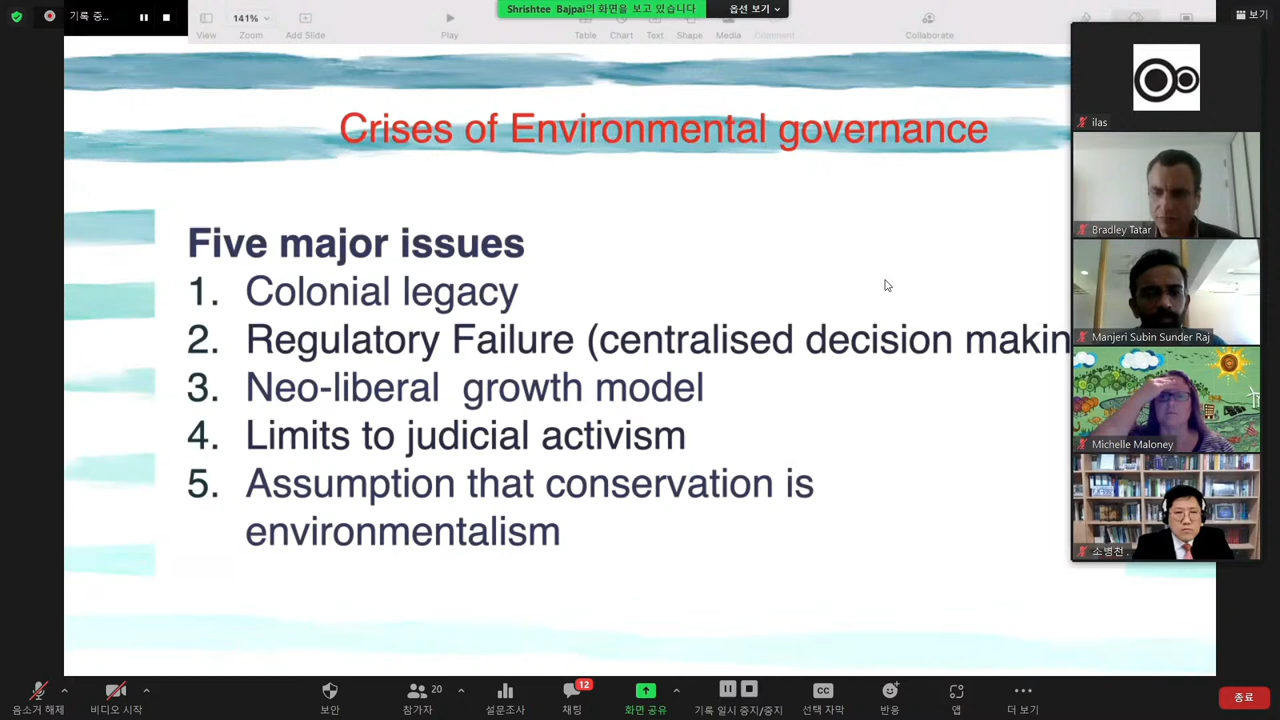 기록 중...
141%
View
Zoom
Add Slide
Play
Shrishtee Bajpai의 화면을 보고 있습니다
옵션 보기
Table
Chart
Text
Shape
Media
Comment
Collaborate
보기
Crises of Environmental governance
Five major issues
1. Colonial legacy
2. Regulatory Failure (centralised decision makin
3. Neo-liberal growth model
4. Limits to judicial activism
5. Assumption that conservation is
environmentalism
ilas
Bradley Tatar
Manjeri Subin Sunder Raj
Michelle Maloney
소병천 .
음소거 해제
비디오 시작
보안
참가자
20
설문조사
채팅
12
화면 공유
기록 일시 중지/중지
CC
선택 자막
반응
앱
더 보기
종료